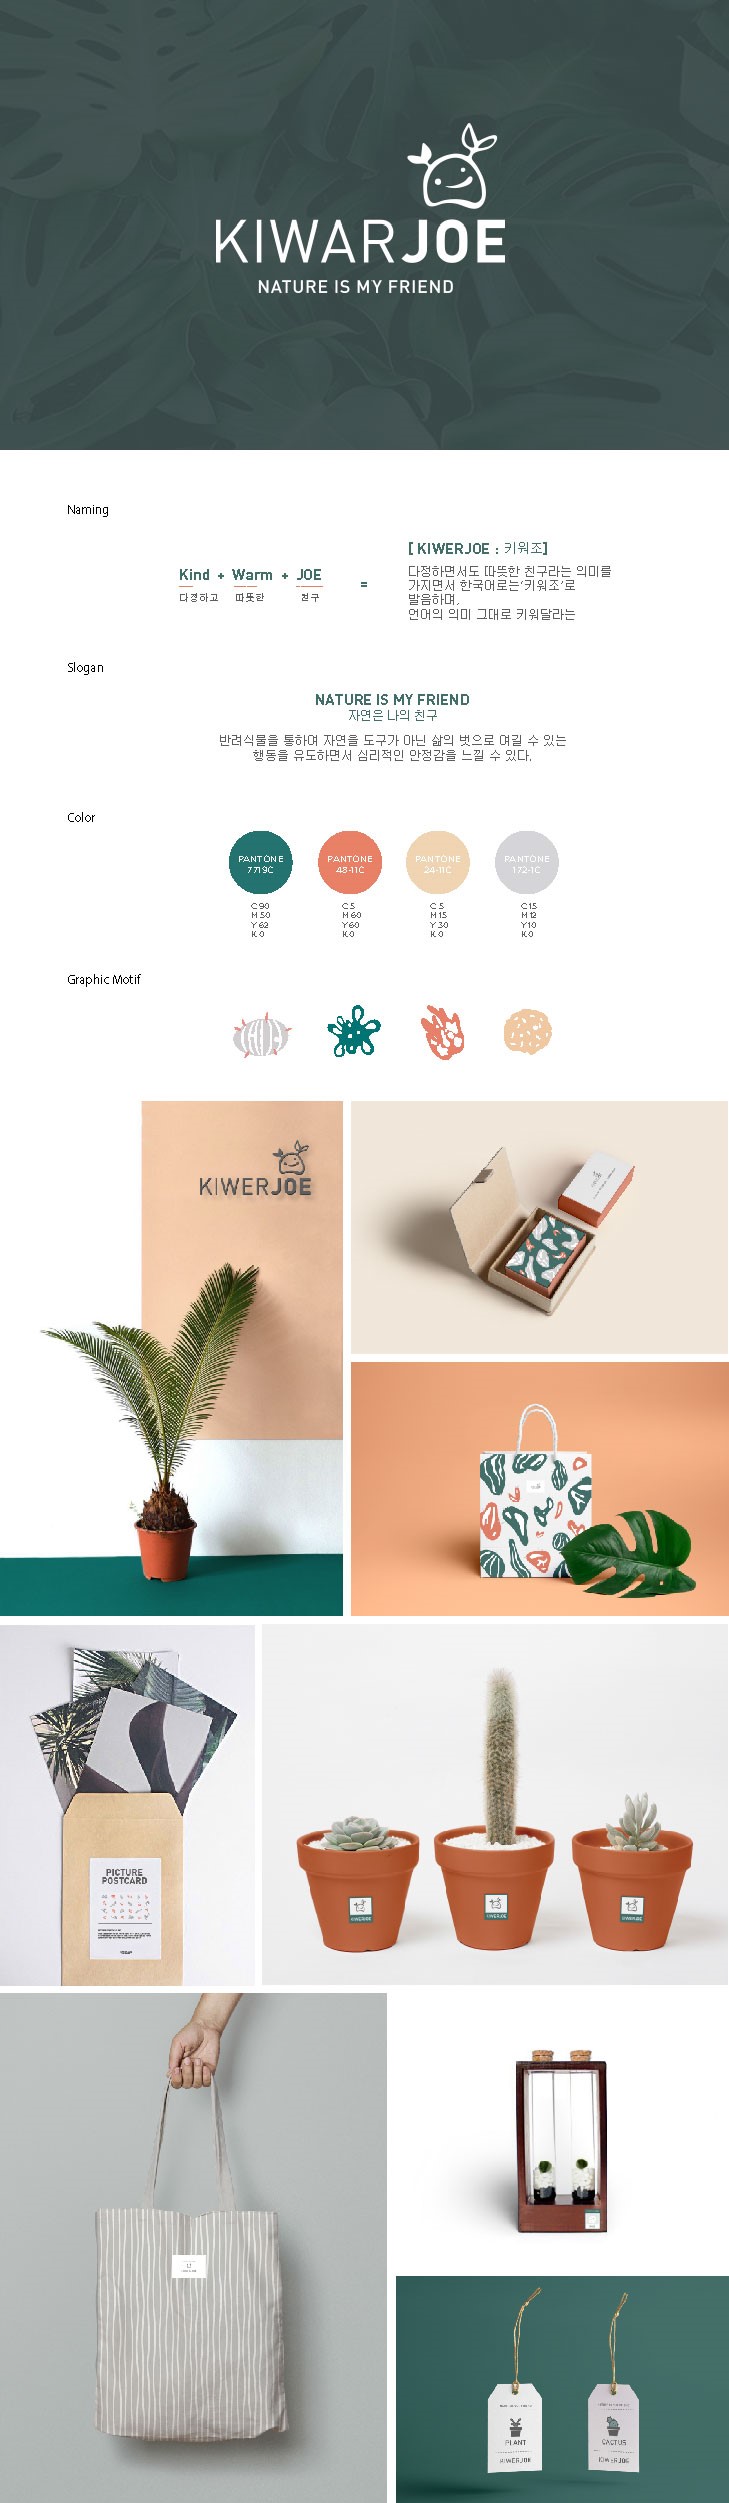 KIWARJOE
NATURE IS MY FRIEND
Naming
Kind + Warm + JOE
다정하고 따뜻한 친구
=
[ KIWERJOE : 키워조]
다정하면서도 따뜻한 친구라는 의미를
가지면서 한국어로는'키워조'로
발음하며,
언어의 의미 그대로 키워달라는
Slogan
NATURE IS MY FRIEND
자연은 나의 친구
반려식물을 통하여 자연을 도구가 아닌 삶의 벗으로 여길 수 있는
행동을 유도하면서 심리적인 안정감을 느낄 수 있다.
Color
PANTONE
7719C
C 90
M 50
Y 62
K 0
PANTONE
48-11C
C 5
M 60
Y 60
K 0
PANTONE
24-11C
C 5
M 15
Y 30
K 0
PANTONE
172-1C
C 15
M 12
Y 10
K 0
Graphic Motif
KIWERJOE
PICTURE
POSTCARD
KIWERJOE
KIWERJOE
KIWERJOE
PLANT
KIWERJOE
CACTUS
KIWERJOE